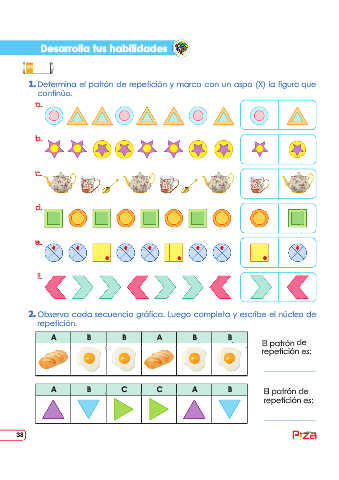 Desarrolla tus habilidades
1. Determina el patrón de repetición y marca con un aspa (X) la figura que
continúa.
a.
b.
c.
d.
e.
f.
2. Observa cada secuencia gráfica. Luego completa y escribe el núcleo de
repetición.
A B B A B B
El patrón de
repetición es:
A B C C A B
El patrón de
repetición es:
38
Pizza